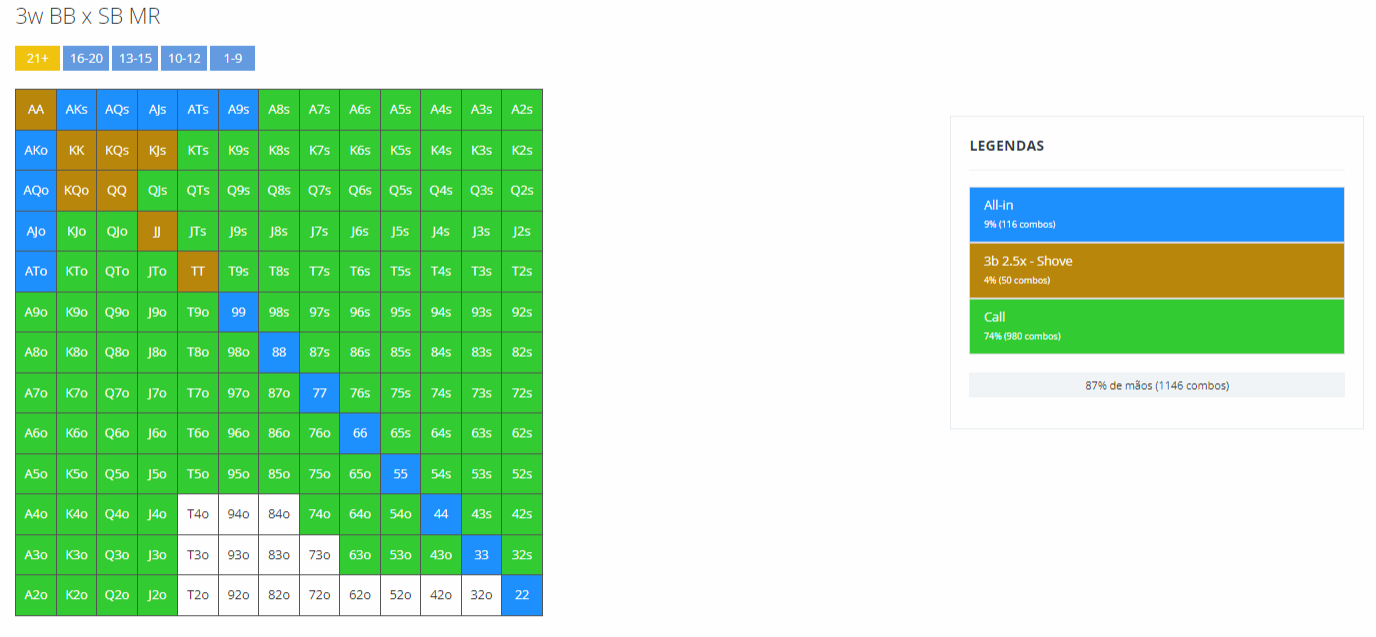 3w BB x SB MR
21+ 16-20 13-15 10-12 1-9
AA AKs AQs AJs ATs A9s A8s A7s A6s A5s A4s A3s A2s
AKo KK KQs KJs KTs K9s K8s K7s K6s K5s K4s K3s K2s
AQo KQo QQ QJs QTs Q9s Q8s Q7s Q6s Q5s Q4s Q3s Q2s
AJo KJo QJo JJ JTs J9s J8s J7s J6s J5s J4s J3s J2s
ATo KTo QTo JTo TT T9s T8s T7s T6s T5s T4s T3s T2s
A9o K9o Q9o J9o T9o 99 98s 97s 96s 95s 94s 93s 92s
A8o K8o Q8o J8o T8o 98o 88 87s 86s 85s 84s 83s 82s
A7o K7o Q7o J7o T7o 97o 87o 77 76s 75s 74s 73s 72s
A6o K6o Q6o J6o T6o 96o 86o 76o 66 65s 64s 63s 62s
A5o K5o Q5o J5o T5o 95o 85o 75o 65o 55 54s 53s 52s
A4o K4o Q4o J4o T4o 94o 84o 74o 64o 54o 44 43s 42s
A3o K3o Q3o J3o T3o 93o 83o 73o 63o 53o 43o 33 32s
A2o K2o Q2o J2o T2o 92o 82o 72o 62o 52o 42o 32o 22
LEGENDAS
All-in
9% (116 combos)
3b 2.5x - Shove
4% (50 combos)
Call
74% (980 combos)
87% de mãos (1146 combos)